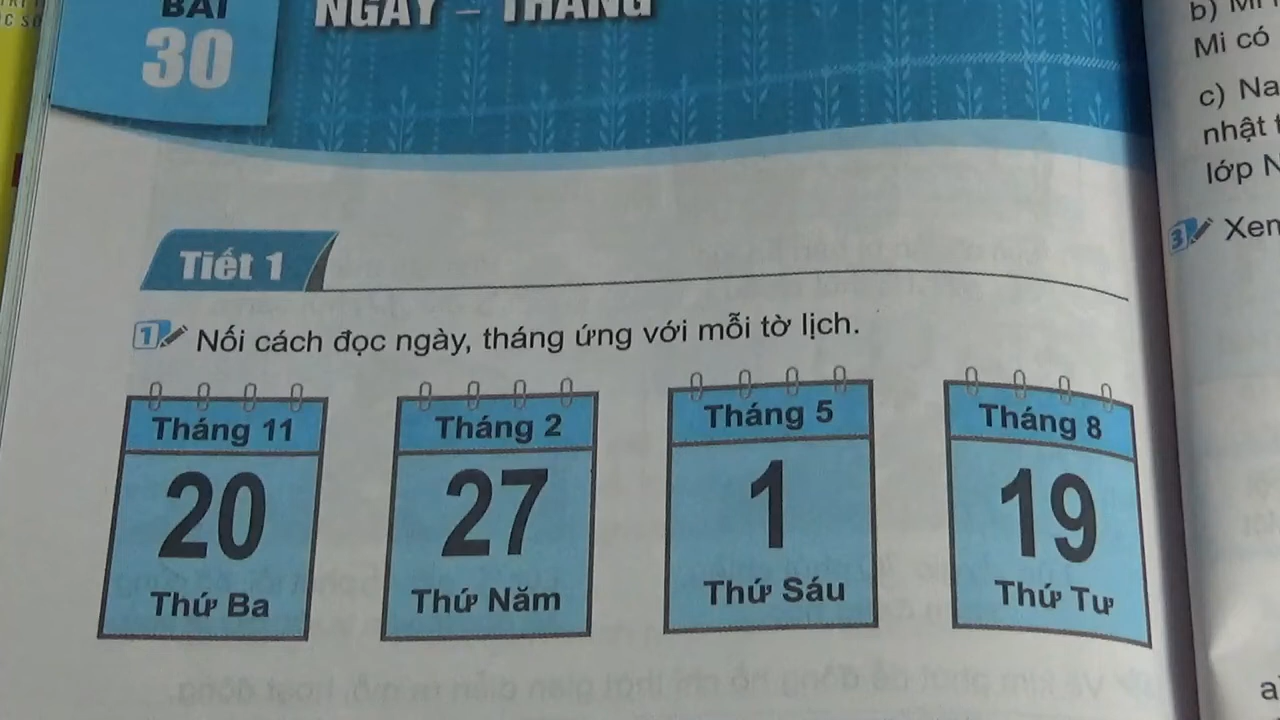 BÀI
30
NGÀY – THÁNG
b) Mi
Mi có
c) Na
nhật t
lớp N
3 Xem
Tiết 1
1 Nối cách đọc ngày, tháng ứng với mỗi tờ lịch.
Tháng 11
20
Thứ Ba
Tháng 2
27
Thứ Năm
Tháng 5
1
Thứ Sáu
Tháng 8
19
Thứ Tư
a)